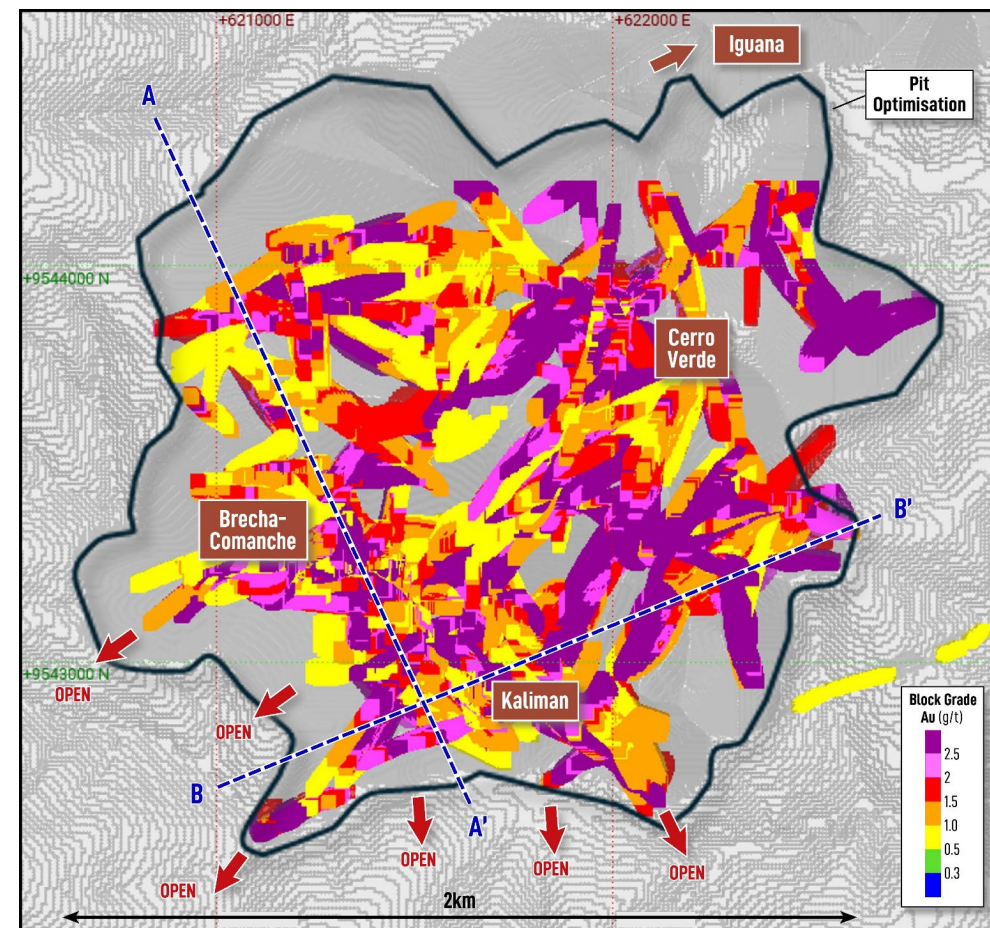 +621000 E
+622000 E
Iguana
A
Pit
Optimisation
+9544000 N
Cerro
Verde
Brecha-
Comanche
B'
+9543000 N
OPEN
OPEN
Kaliman
Block Grade
Au (g/t)
2.5
2
1.5
1.0
0.5
0.3
B
A'
OPEN
OPEN
OPEN
OPEN
2km